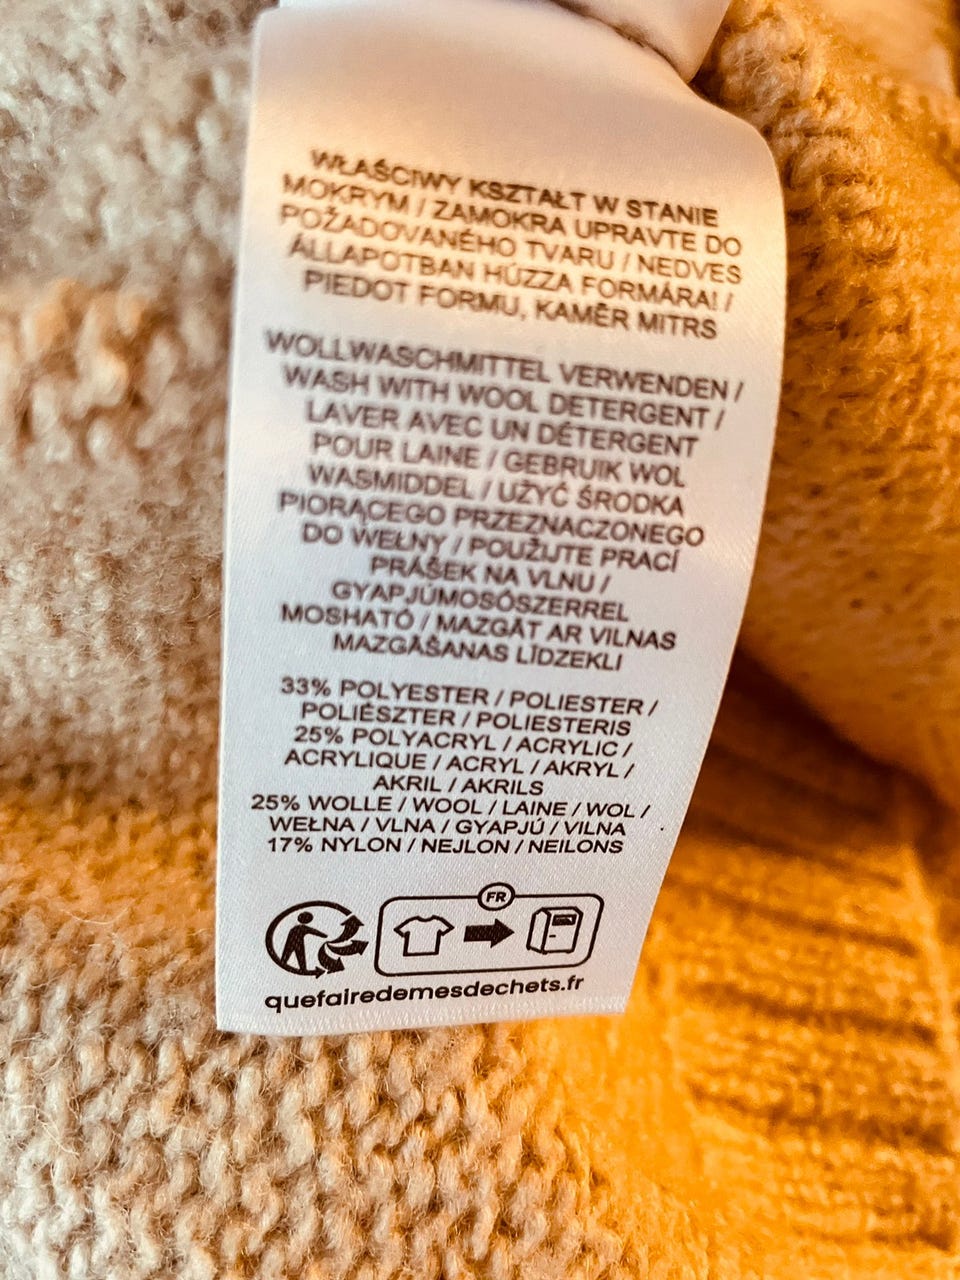 WŁAŚCIWY KSZTAŁT W STANIE
MOKRYM / ZAMOKRA UPRAVTE DO
POŽADOVANÉHO TVARU / NEDVES
ÁLLAPOTBAN HÚZZA FORMÁRA! /
PIEDOT FORMU, KAMĒR MITRS
WOLLWASCHMITTEL VERWENDEN /
WASH WITH WOOL DETERGENT /
LAVER AVEC UN DÉTERGENT
POUR LAINE / GEBRUIK WOL
WASMIDDEL / UŻYĆ ŚRODKA
PIORĄCEGO PRZEZNACZONEGO
DO WEŁNY / POUŽIJTE PRACÍ
PRÁŠEK NA VLNU /
GYAPJÚMOSÓSZERREL
MOSHATÓ / MAZGĀT AR VILNAS
MAZGĀŠANAS LĪDZEKLI
33% POLYESTER / POLIESTER /
POLIÉSZTER / POLIESTERIS
25% POLYACRYL / ACRYLIC /
ACRYLIQUE / ACRYL / AKRYL /
AKRIL / AKRILS
25% WOLLE / WOOL / LAINE / WOL /
WEŁNA / VLNA / GYAPJÚ / VILNA
17% NYLON / NEJLON / NEILONS
FR
quefairedemesdechets.fr